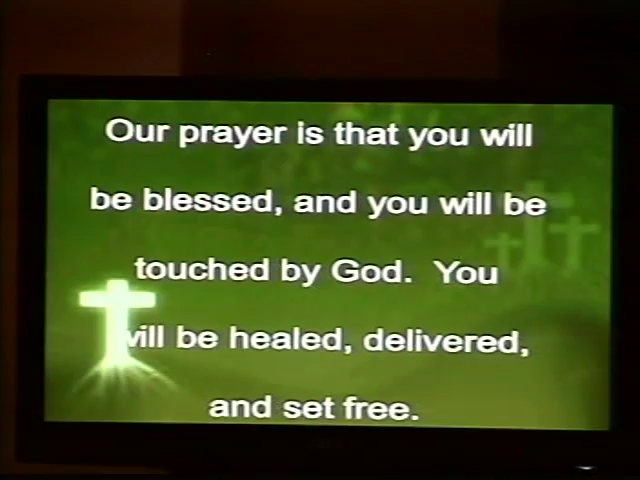 Our prayer is that you will
be blessed, and you will be
touched by God. You
will be healed, delivered,
and set free.